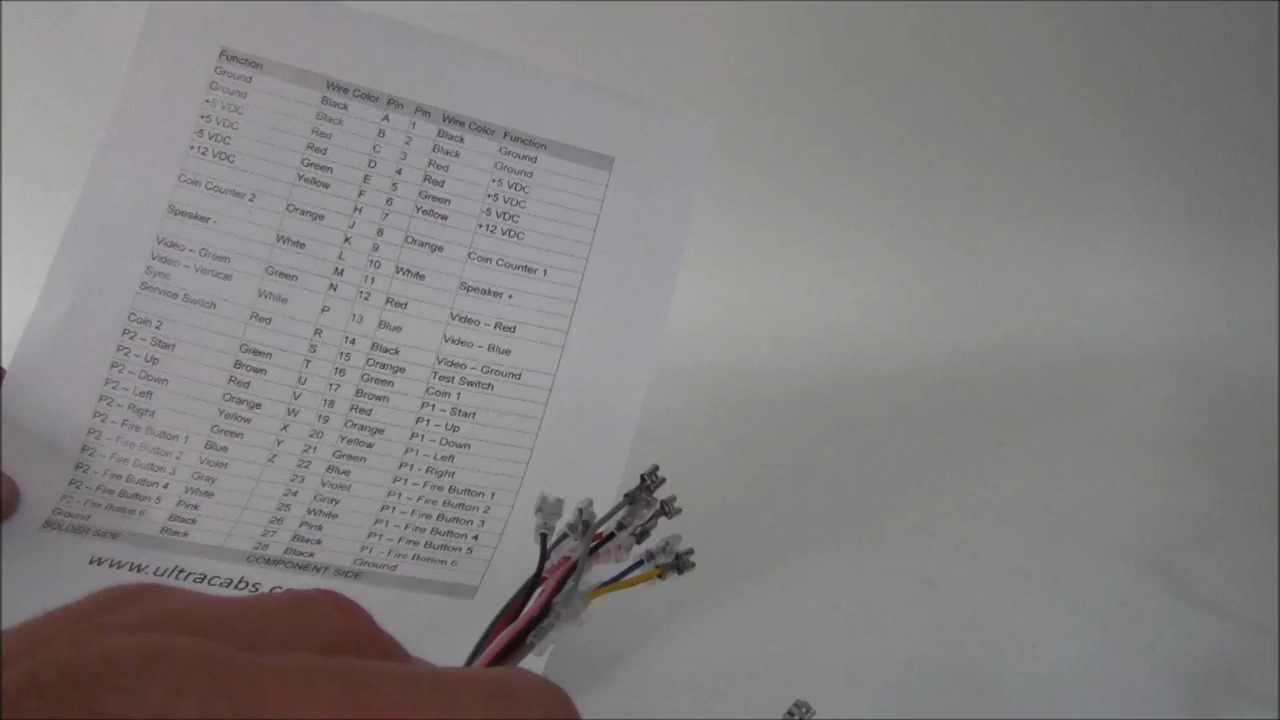 Function Wire Color Pin Pin Wire Color Function
Ground Black A 1 Black Ground
Ground Black B 2 Black Ground
+5 VDC Red C 3 Red +5 VDC
+5 VDC Red D 4 Red +5 VDC
-5 VDC Green E 5 Green -5 VDC
+12 VDC Yellow F 6 Yellow +12 VDC
H 7
Coin Counter 2 Orange J 8 Orange Coin Counter 1
K 9
Speaker - White L 10 White Speaker +
M 11
Video – Green Green N 12 Red Video – Red
Video – Vertical Sync White P 13 Blue Video – Blue
Service Switch Red R 14 Black Video – Ground
S 15 Orange Test Switch
Coin 2 Green T 16 Green Coin 1
P2 – Start Brown U 17 Brown P1 – Start
P2 – Up Red V 18 Red P1 – Up
P2 – Down Orange W 19 Orange P1 – Down
P2 – Left Yellow X 20 Yellow P1 – Left
P2 – Right Green Y 21 Green P1 - Right
P2 – Fire Button 1 Blue Z 22 Blue P1 – Fire Button 1
P2 – Fire Button 2 Violet 23 Violet P1 – Fire Button 2
P2 – Fire Button 3 Gray 24 Gray P1 – Fire Button 3
P2 – Fire Button 4 White 25 White P1 – Fire Button 4
P2 – Fire Button 5 Pink 26 Pink P1 – Fire Button 5
P2 – Fire Button 6 Black 27 Black P1 – Fire Button 6
Ground Black 28 Black Ground
SOLDER SIDE COMPONENT SIDE
www.ultracabs.c